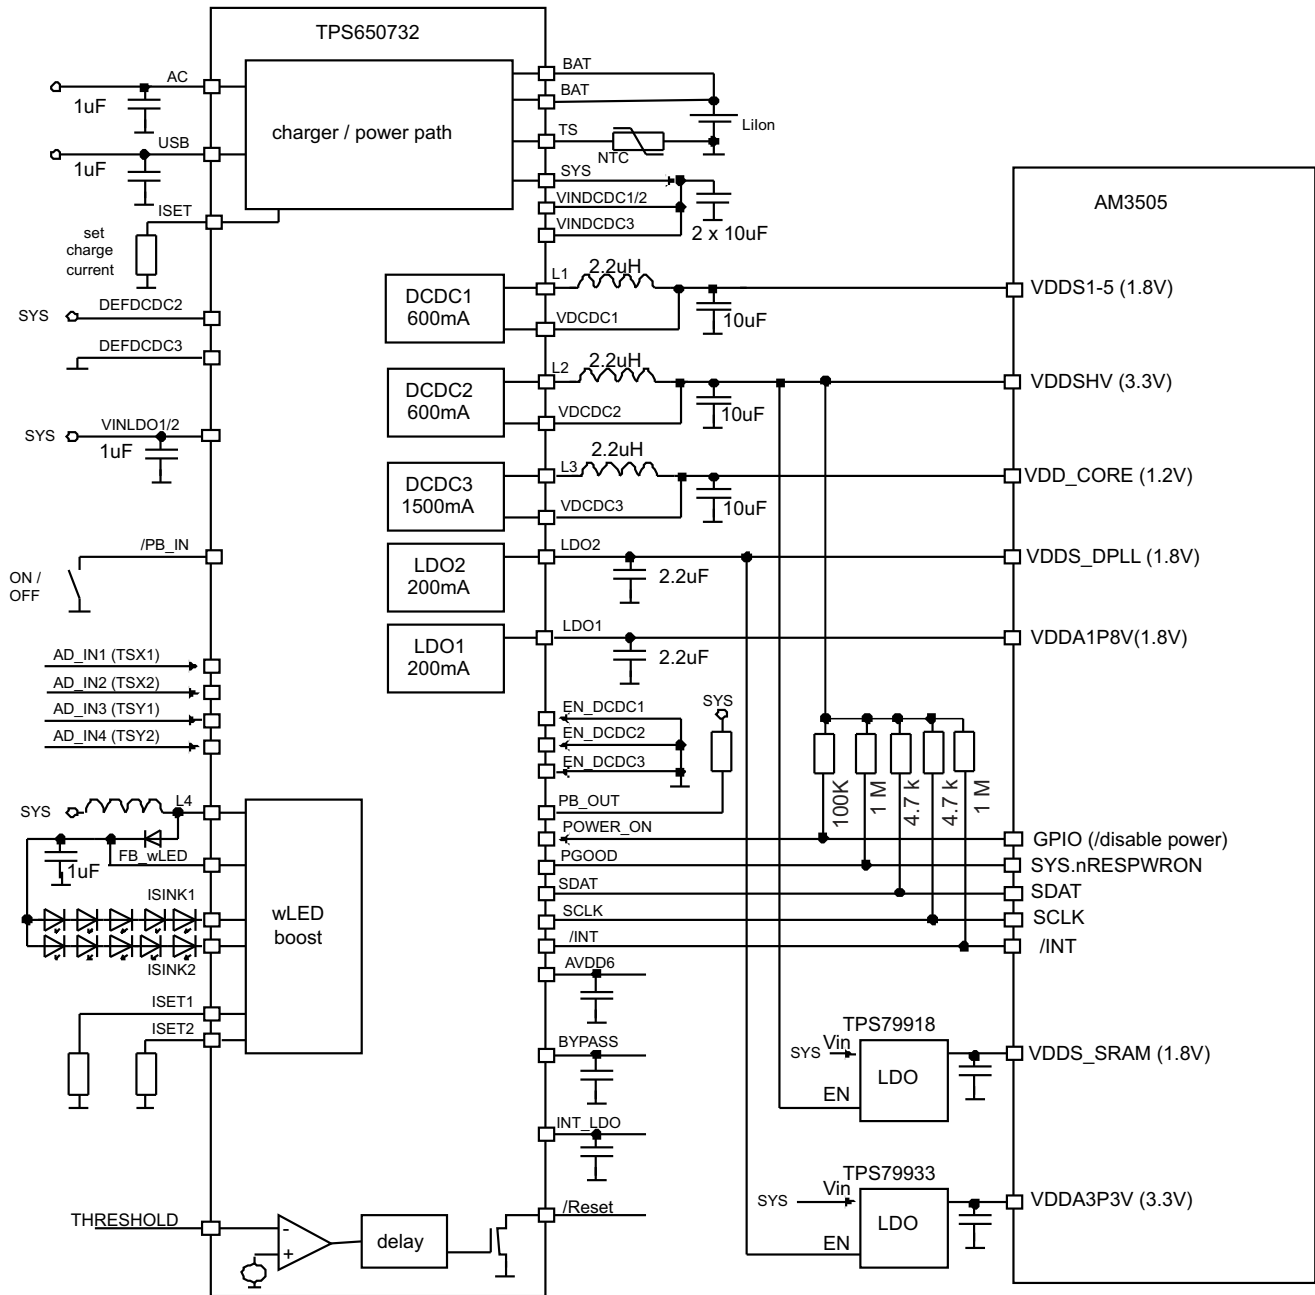 TPS650732
AC
1uF
USB
1uF
charger / power path
ISET
set
charge
current
BAT
BAT
TS
NTC
LiIon
SYS
VINDCDC1/2
VINDCDC3
2 x 10uF
AM3505
SYS
DEFDCDC2
DEFDCDC3
SYS
VINLDO1/2
1uF
DCDC1
600mA
L1
2.2uH
VDCDC1
10uF
VDDS1-5 (1.8V)
DCDC2
600mA
L2
2.2uH
VDCDC2
10uF
VDDSHV (3.3V)
DCDC3
1500mA
L3
2.2uH
VDCDC3
10uF
VDD_CORE (1.2V)
/PB_IN
ON /
OFF
LDO2
200mA
LDO2
2.2uF
VDDS_DPLL (1.8V)
LDO1
200mA
LDO1
2.2uF
VDDA1P8V(1.8V)
AD_IN1 (TSX1)
AD_IN2 (TSX2)
AD_IN3 (TSY1)
AD_IN4 (TSY2)
EN_DCDC1
EN_DCDC2
EN_DCDC3
SYS
PB_OUT
100K
1 M
4.7 k
4.7 k
1 M
POWER_ON
GPIO (/disable power)
PGOOD
SYS.nRESPWRON
SDAT
SDAT
SCLK
SCLK
/INT
/INT
SYS
L4
FB_wLED
1uF
ISINK1
ISINK2
wLED
boost
ISET1
ISET2
AVDD6
BYPASS
INT_LDO
TPS79918
SYS
Vin
LDO
EN
VDDS_SRAM (1.8V)
TPS79933
SYS
Vin
LDO
EN
VDDA3P3V (3.3V)
THRESHOLD
-
+
delay
/Reset